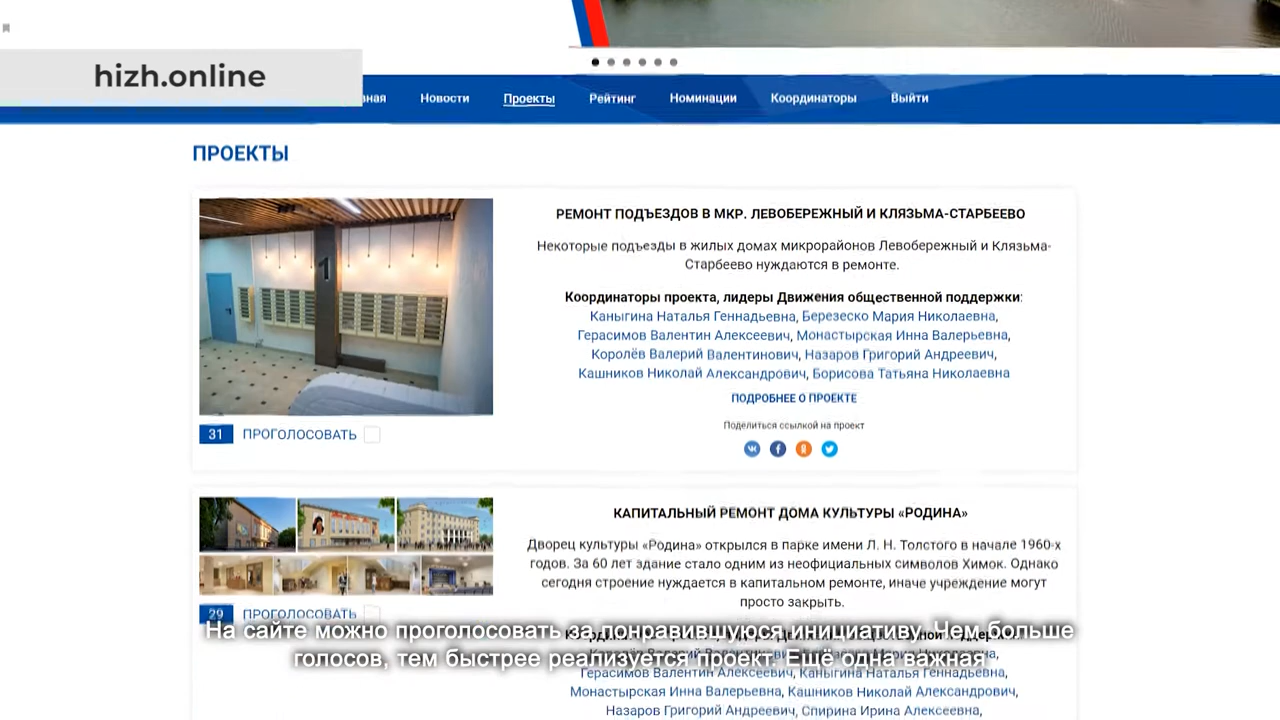 hizh.online
Новости
Проекты
Рейтинг
Номинации
Координаторы
Выйти
ПРОЕКТЫ
1
РЕМОНТ ПОДЪЕЗДОВ В МКР. ЛЕВОБЕРЕЖНЫЙ И КЛЯЗЬМА-СТАРБЕЕВО
Некоторые подъезды в жилых домах микрорайонов Левобережный и Клязьма-
Старбеево нуждаются в ремонте.
Координаторы проекта, лидеры Движения общественной поддержки:
Каныгина Наталья Геннадьевна, Березеско Мария Николаевна,
Герасимов Валентин Алексеевич, Монастырская Инна Валерьевна,
Королёв Валерий Валентинович, Назаров Григорий Андреевич,
Кашников Николай Александрович, Борисова Татьяна Николаевна
ПОДРОБНЕЕ О ПРОЕКТЕ
Поделиться ссылкой на проект
31 ПРОГОЛОСОВАТЬ
КАПИТАЛЬНЫЙ РЕМОНТ ДОМА КУЛЬТУРЫ «РОДИНА»
Дворец культуры «Родина» открылся в парке имени Л. Н. Толстого в начале 1960-х
годов. За 60 лет здание стало одним из неофициальных символов Химок. Однако
сегодня строение нуждается в капитальном ремонте, иначе учреждение могут
просто закрыть.
29 ПРОГОЛОСОВАТЬ
На сайте можно проголосовать за понравившуюся инициативу. Чем больше
голосов, тем быстрее реализуется проект. Ещё одна важная
Герасимов Валентин Алексеевич, Каныгина Наталья Геннадьевна,
Монастырская Инна Валерьевна, Кашников Николай Александрович,
Назаров Григорий Андреевич, Спирина Ирина Алексеевна,